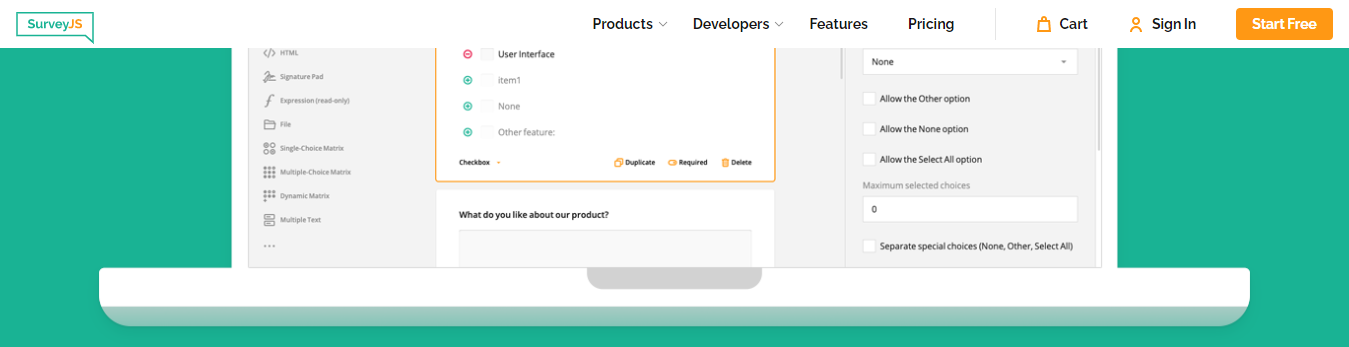 SurveyJS
Products
Developers
Features
Pricing
Cart
Sign In
Start Free
HTML
Signature Pad
Expression (read-only)
File
Single-Choice Matrix
Multiple-Choice Matrix
Dynamic Matrix
Multiple Text
User Interface
item1
None
Other feature:
Checkbox
Duplicate
Required
Delete
What do you like about our product?
None
Allow the Other option
Allow the None option
Allow the Select All option
Maximum selected choices
0
Separate special choices (None, Other, Select All)